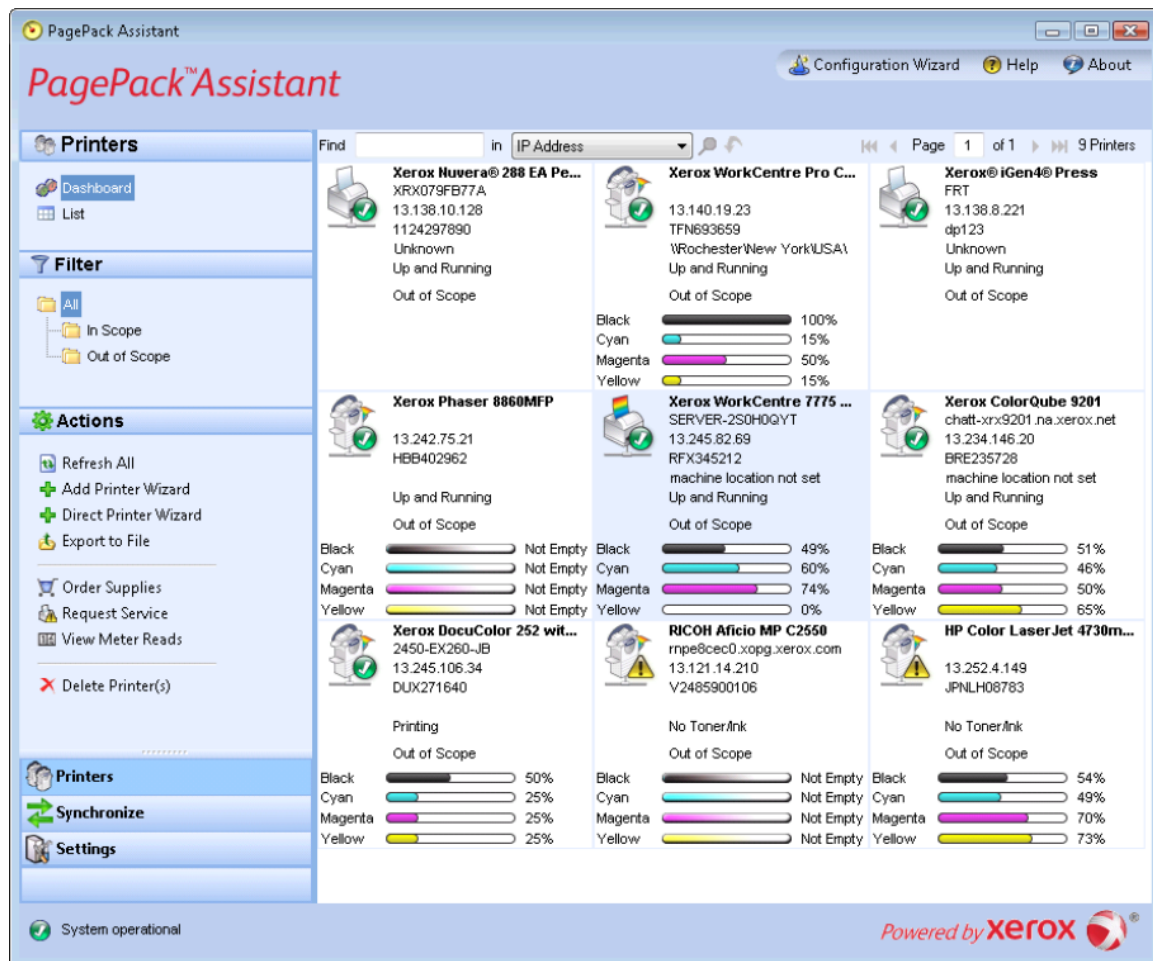 PagePack Assistant
PagePack™Assistant
Configuration Wizard Help About
Printers
Dashboard
List
Filter
All
In Scope
Out of Scope
Actions
Refresh All
Add Printer Wizard
Direct Printer Wizard
Export to File
Order Supplies
Request Service
View Meter Reads
Delete Printer(s)
Printers
Synchronize
Settings
Find in IP Address Page 1 of 1 9 Printers
Xerox Nuvera® 288 EA Pe...
XRX079FB77A
13.138.10.128
1124297890
Unknown
Up and Running
Out of Scope
Xerox WorkCentre Pro C...
13.140.19.23
TFN693659
\\Rochester\New York\USA\
Up and Running
Out of Scope
Black 100%
Cyan 15%
Magenta 50%
Yellow 15%
Xerox® iGen4® Press
FRT
13.138.8.221
dp123
Unknown
Up and Running
Out of Scope
Xerox Phaser 8860MFP
13.242.75.21
HBB402962
Up and Running
Out of Scope
Black Not Empty
Cyan Not Empty
Magenta Not Empty
Yellow Not Empty
Xerox WorkCentre 7775 ...
SERVER-2S0H0QYT
13.245.82.69
RFX345212
machine location not set
Up and Running
Out of Scope
Black 49%
Cyan 60%
Magenta 74%
Yellow 0%
Xerox ColorQube 9201
chatt-xrx9201.na.xerox.net
13.234.146.20
BRE235728
machine location not set
Up and Running
Out of Scope
Black 51%
Cyan 46%
Magenta 50%
Yellow 65%
Xerox DocuColor 252 wit...
2450-EX260-JB
13.245.106.34
DUX271640
Printing
Out of Scope
Black 50%
Cyan 25%
Magenta 25%
Yellow 25%
RICOH Aficio MP C2550
rnpe8cec0.xopg.xerox.com
13.121.14.210
V2485900106
No Toner/Ink
Out of Scope
Black Not Empty
Cyan Not Empty
Magenta Not Empty
Yellow Not Empty
HP Color LaserJet 4730m...
13.252.4.149
JPNLH08783
No Toner/Ink
Out of Scope
Black 54%
Cyan 49%
Magenta 70%
Yellow 73%
System operational
Powered by xerox ®